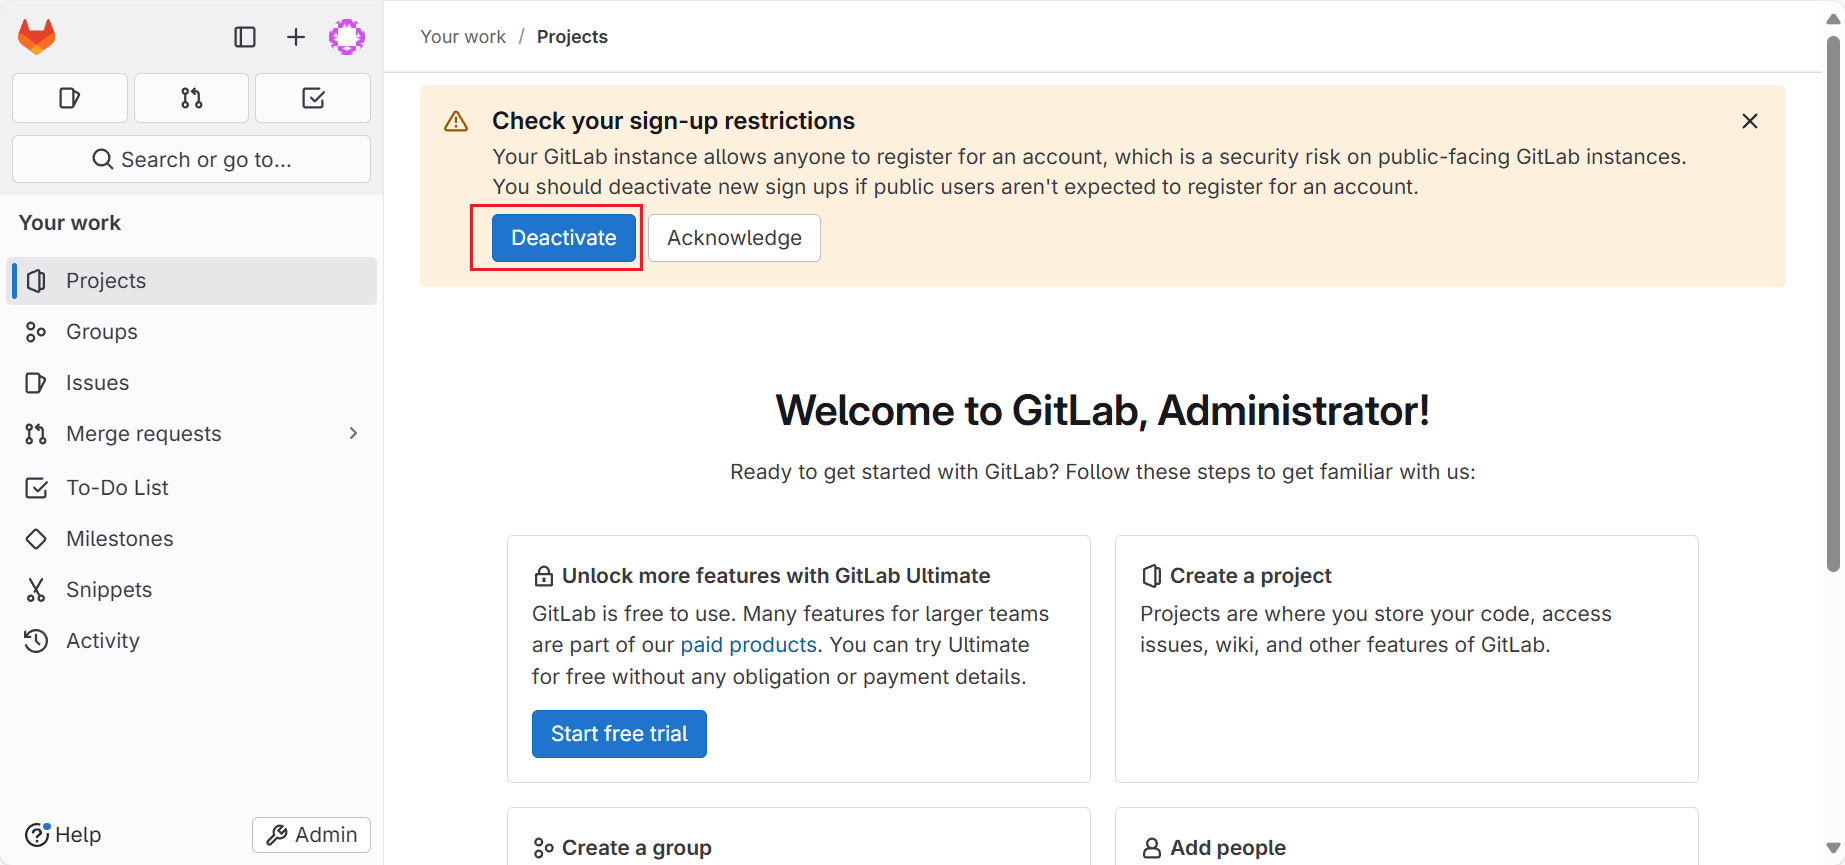 Your work / Projects
Search or go to...
Your work
Projects
Groups
Issues
Merge requests
To-Do List
Milestones
Snippets
Activity
Help
Admin
Check your sign-up restrictions
Your GitLab instance allows anyone to register for an account, which is a security risk on public-facing GitLab instances.
You should deactivate new sign ups if public users aren't expected to register for an account.
Deactivate
Acknowledge
Welcome to GitLab, Administrator!
Ready to get started with GitLab? Follow these steps to get familiar with us:
Unlock more features with GitLab Ultimate
GitLab is free to use. Many features for larger teams
are part of our paid products. You can try Ultimate
for free without any obligation or payment details.
Start free trial
Create a project
Projects are where you store your code, access
issues, wiki, and other features of GitLab.
Create a group
Add people